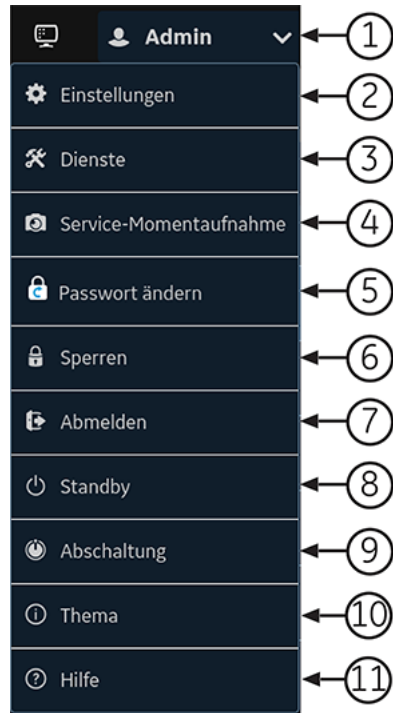 Admin 1
Einstellungen 2
Dienste 3
Service-Momentaufnahme 4
Passwort ändern 5
Sperren 6
Abmelden 7
Standby 8
Abschaltung 9
Thema 10
Hilfe 11